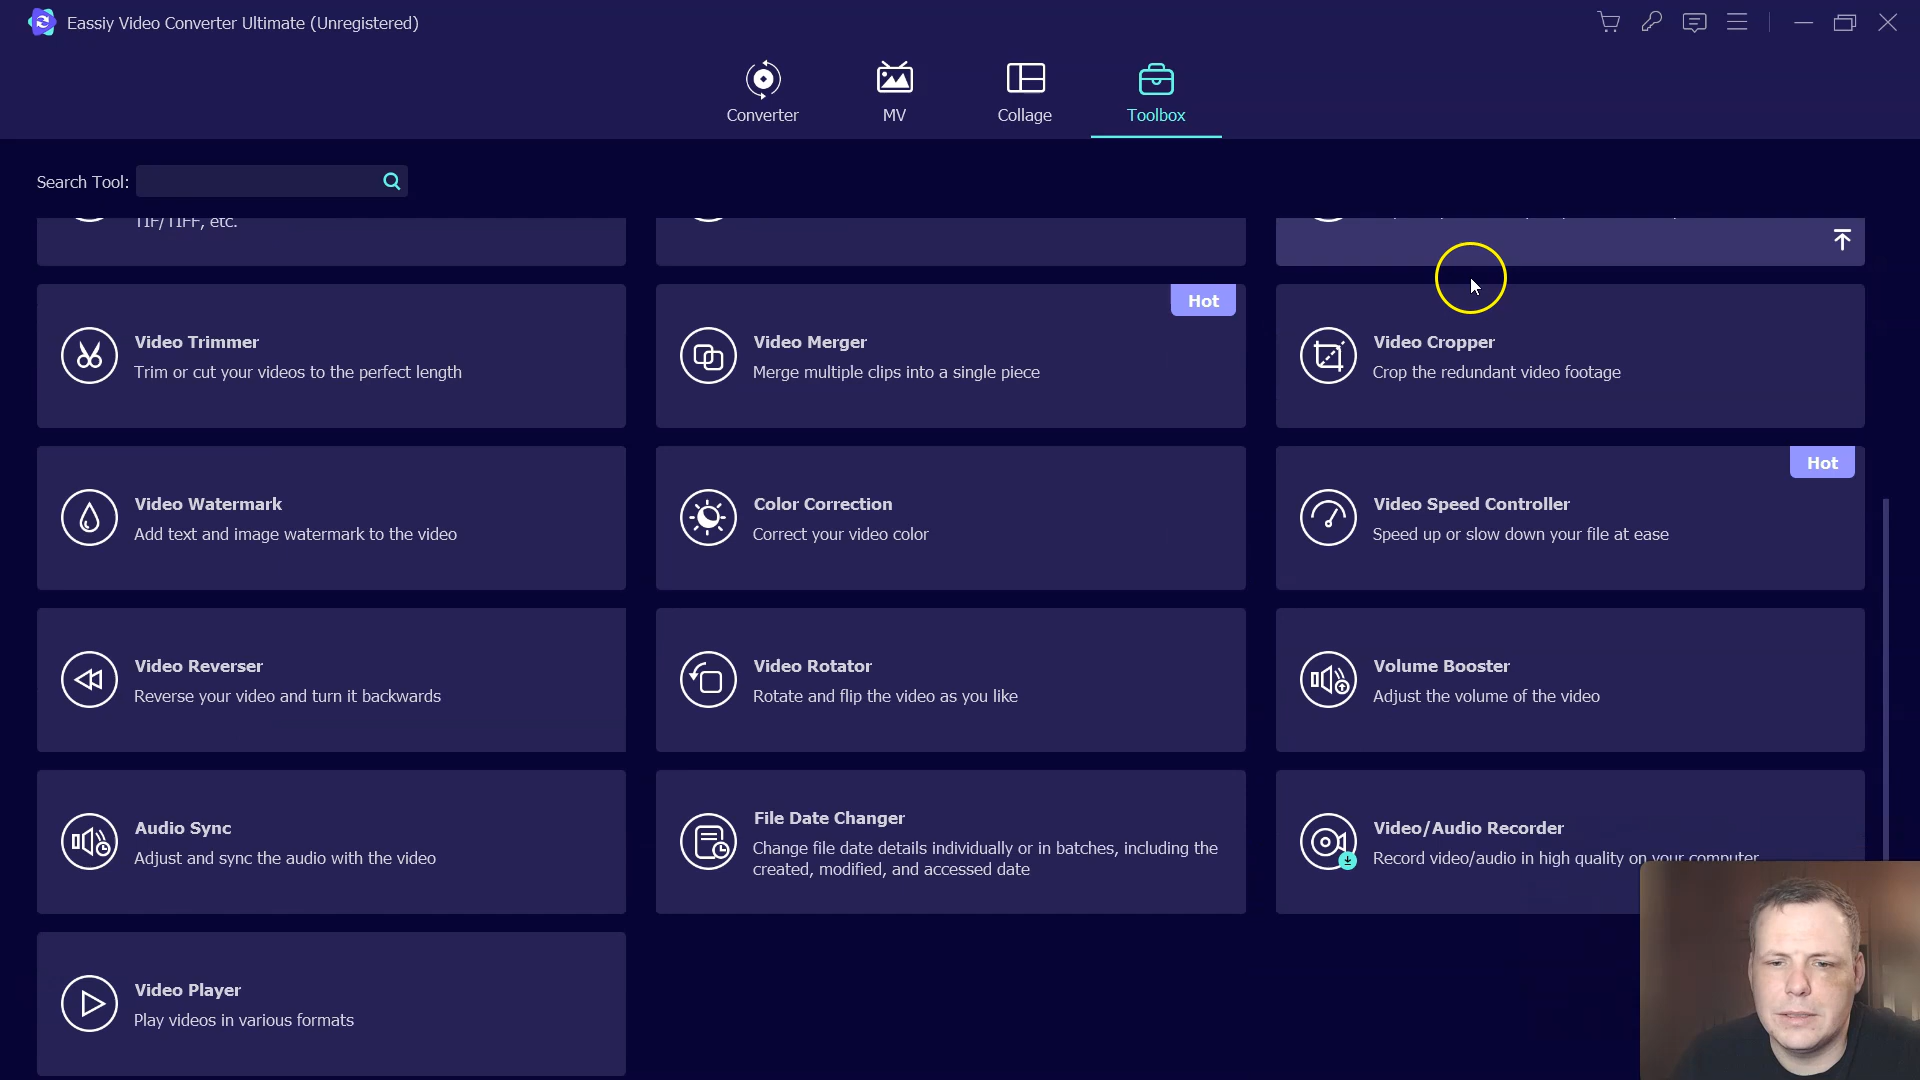 Eassiy Video Converter Ultimate (Unregistered)
Converter
MV
Collage
Toolbox
Search Tool:
TIF/TIFF, etc.
Hot
Video Trimmer
Trim or cut your videos to the perfect length
Video Merger
Merge multiple clips into a single piece
Video Cropper
Crop the redundant video footage
Hot
Video Watermark
Add text and image watermark to the video
Color Correction
Correct your video color
Video Speed Controller
Speed up or slow down your file at ease
Video Reverser
Reverse your video and turn it backwards
Video Rotator
Rotate and flip the video as you like
Volume Booster
Adjust the volume of the video
Audio Sync
Adjust and sync the audio with the video
File Date Changer
Change file date details individually or in batches, including the
created, modified, and accessed date
Video/Audio Recorder
Record video/audio in high quality on your computer
Video Player
Play videos in various formats